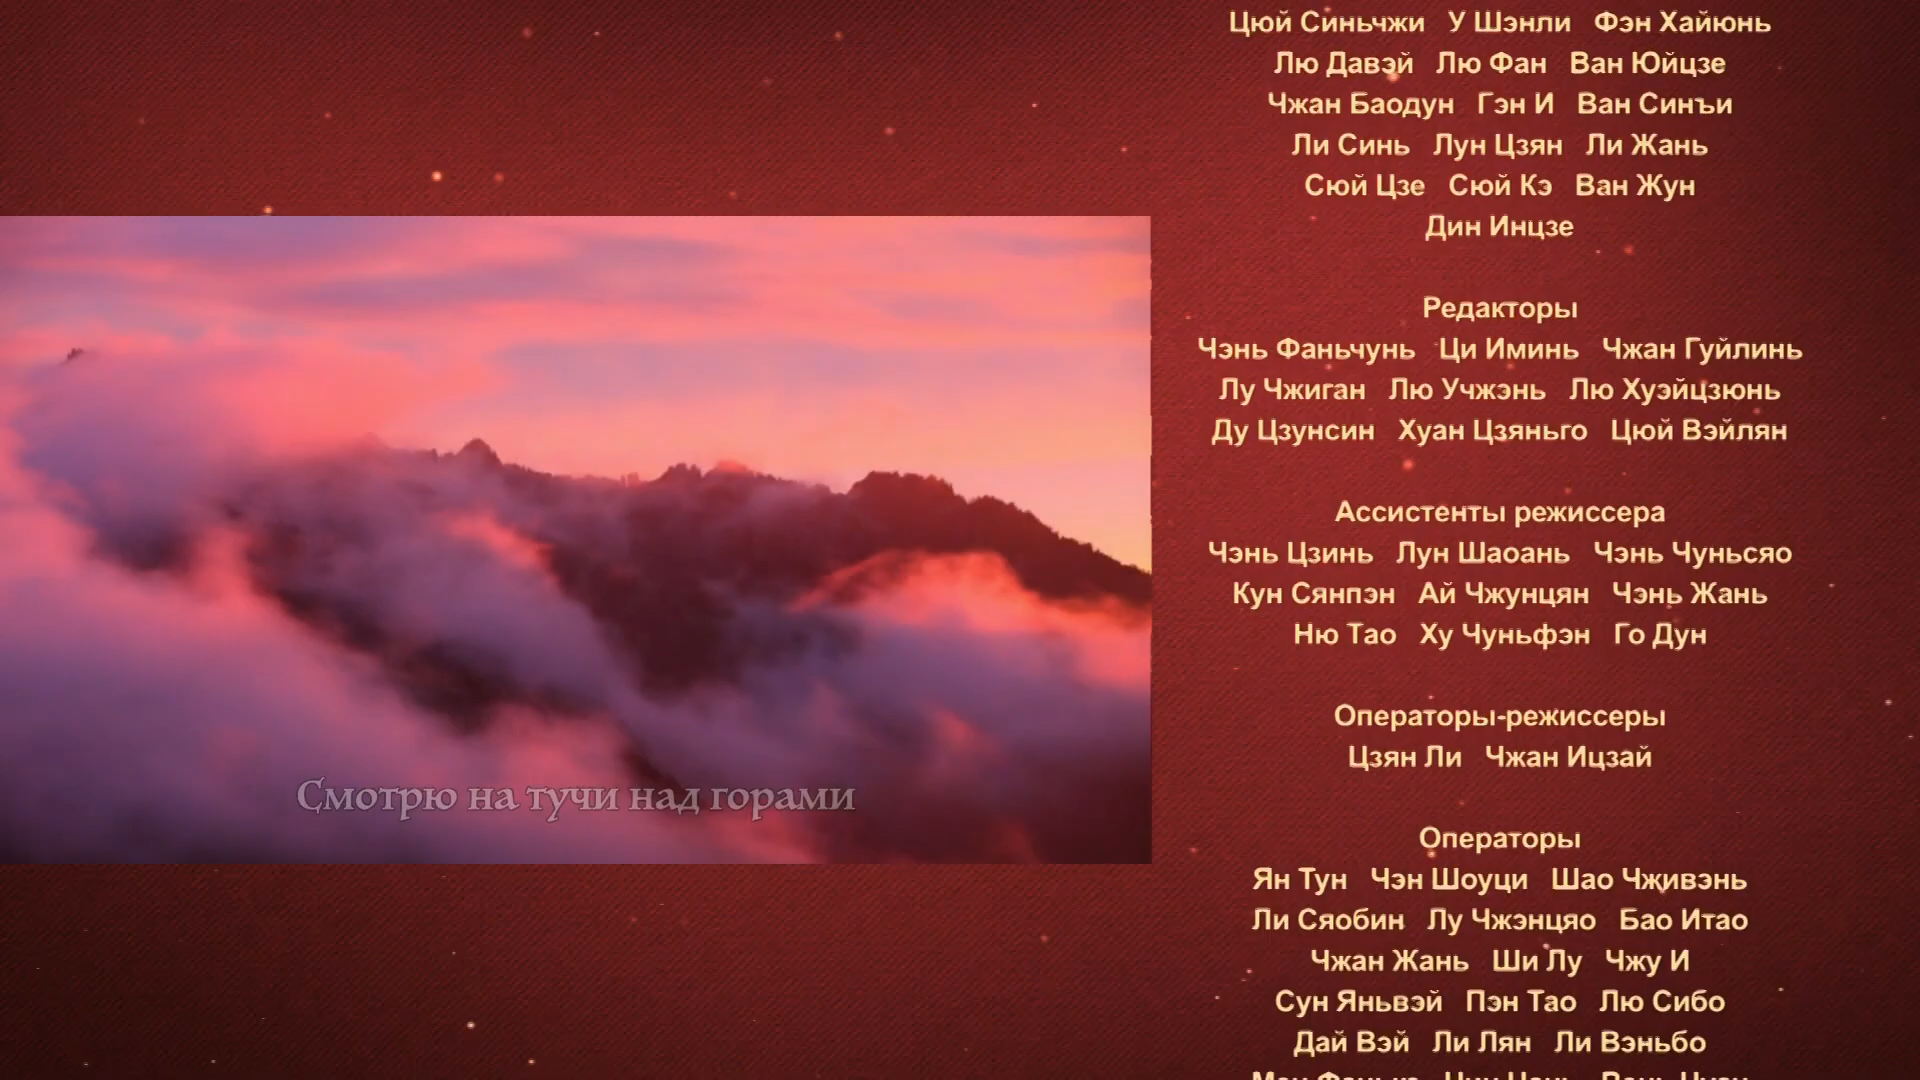 Цюй Синьчжи У Шэнли Фэн Хайюнь
Лю Давэй Лю Фан Ван Юйцзе
Чжан Баодун Гэн И Ван Синъи
Ли Синь Лун Цзян Ли Жань
Сюй Цзе Сюй Кэ Ван Жун
Дин Инцзе
Редакторы
Чэнь Фаньчунь Ци Иминь Чжан Гуйлинь
Лу Чжиган Лю Учжэнь Лю Хуэйцзюнь
Ду Цзунсин Хуан Цзяньго Цюй Вэйлян
Ассистенты режиссера
Чэнь Цзинь Лун Шаоань Чэнь Чуньсяо
Кун Сянпэн Ай Чжунцян Чэнь Жань
Ню Тао Ху Чуньфэн Го Дун
Операторы-режиссеры
Цзян Ли Чжан Ицзай
Операторы
Ян Тун Чэн Шоуци Шао Чживэнь
Ли Сяобин Лу Чжэнцяо Бао Итао
Чжан Жань Ши Лу Чжу И
Сун Яньвэй Пэн Тао Лю Сибо
Дай Вэй Ли Лян Ли Вэньбо
Смотрю на тучи над горами